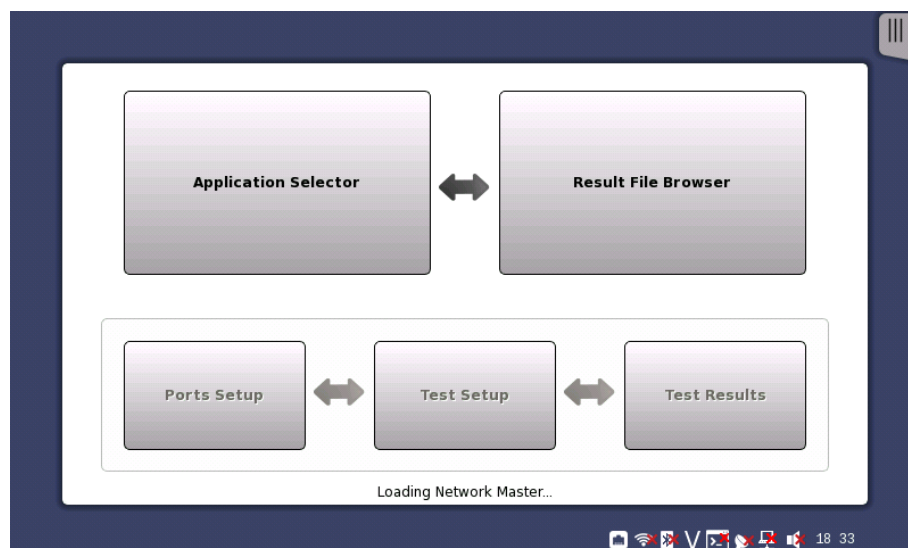 Application Selector
Result File Browser
Ports Setup
Test Setup
Test Results
Loading Network Master...
18 33